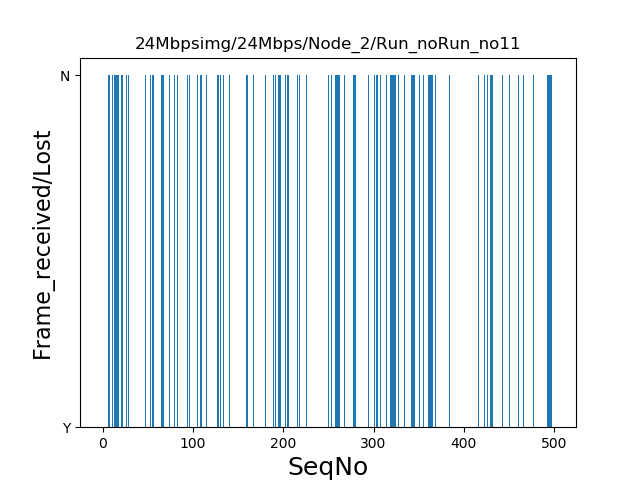 24Mbpsimg/24Mbps/Node_2/Run_noRun_no11
N
Frame_received/Lost
Y
0 100 200 300 400 500
SeqNo